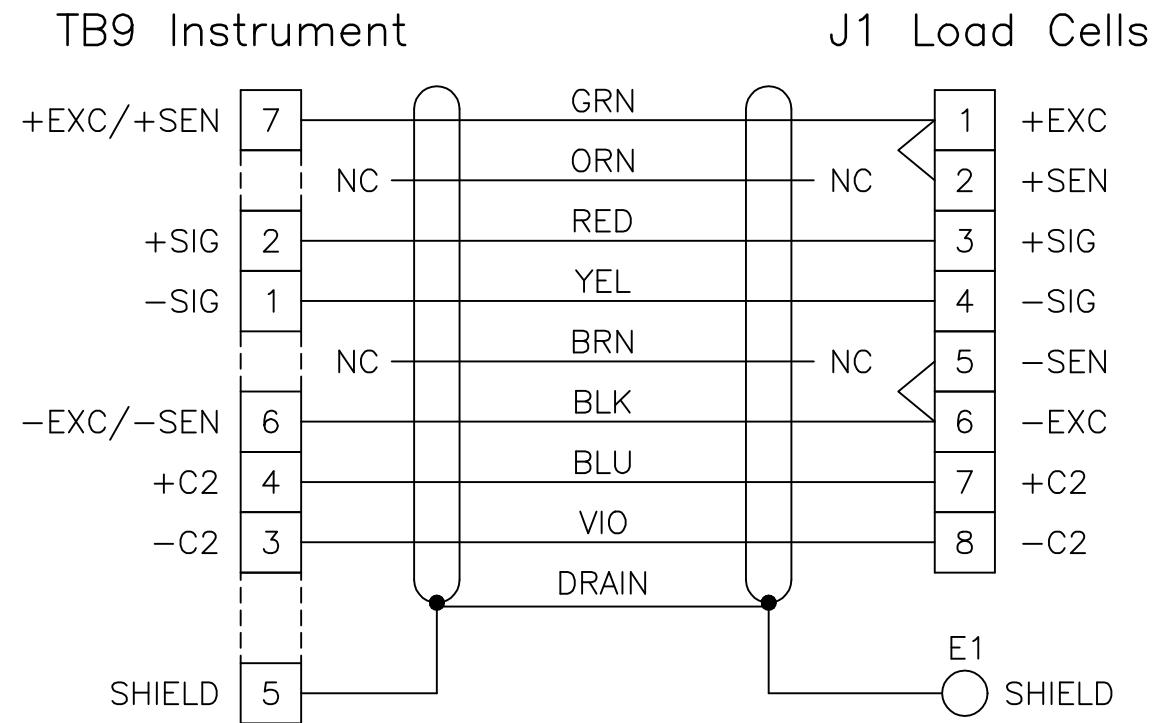 TB9 Instrument J1 Load Cells
+EXC/+SEN 7 GRN 1 +EXC
NC ORN NC 2 +SEN
+SIG 2 RED 3 +SIG
−SIG 1 YEL 4 −SIG
NC BRN NC 5 −SEN
−EXC/−SEN 6 BLK 6 −EXC
+C2 4 BLU 7 +C2
−C2 3 VIO 8 −C2
DRAIN
E1
SHIELD 5 SHIELD